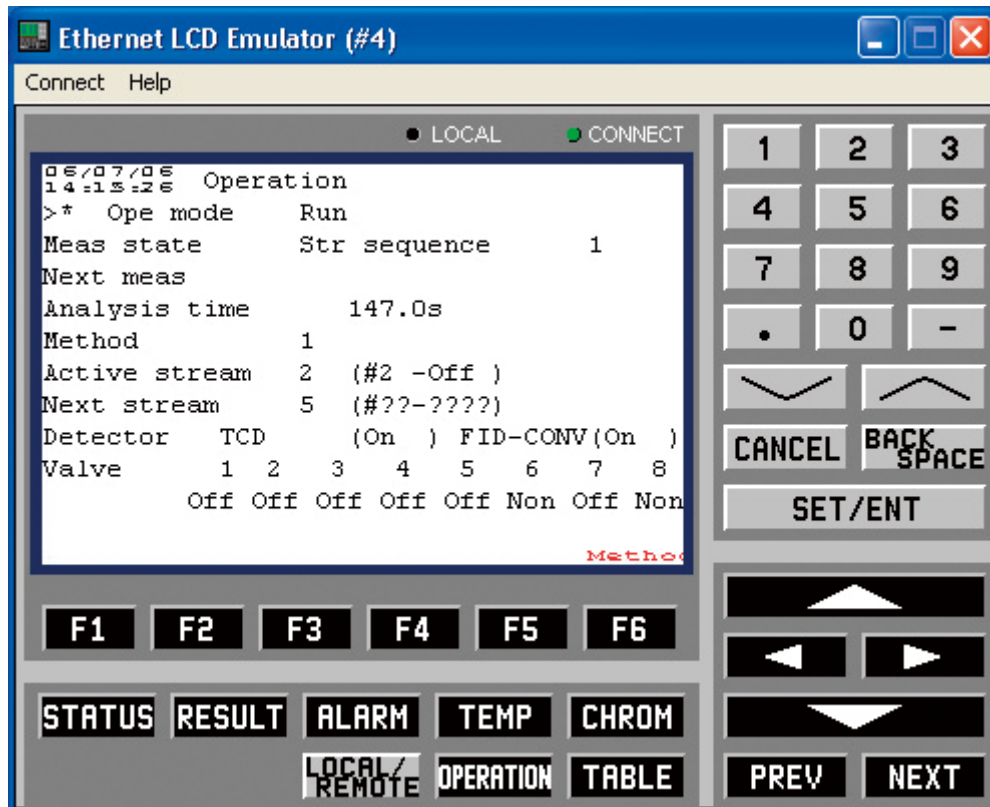 Ethernet LCD Emulator (#4)
Connect Help
LOCAL CONNECT
06/07/06
14:15:26 Operation
>* Ope mode Run
Meas state Str sequence 1
Next meas
Analysis time 147.0s
Method 1
Active stream 2 (#2 -Off )
Next stream 5 (#??-????)
Detector TCD (On ) FID-CONV(On )
Valve 1 2 3 4 5 6 7 8
Off Off Off Off Off Non Off Non
Metho
F1 F2 F3 F4 F5 F6
STATUS RESULT ALARM TEMP CHROM
LOCAL/
REMOTE OPERATION TABLE
1 2 3
4 5 6
7 8 9
. 0 -
CANCEL BACK
SPACE
SET/ENT
PREV NEXT